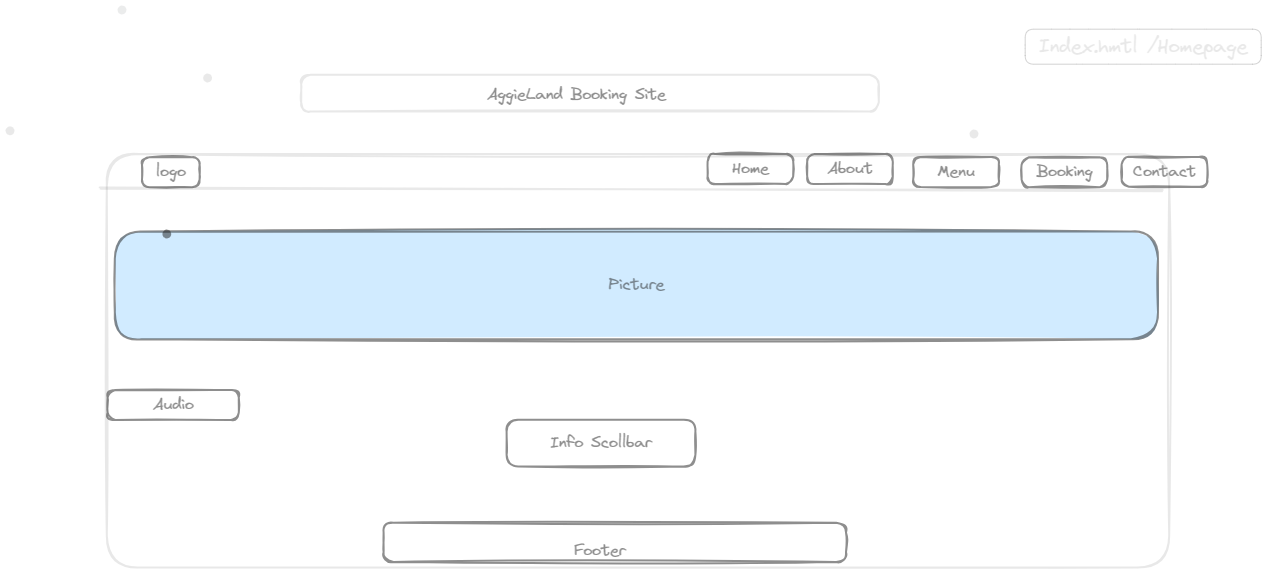 Index.hmtl /Homepage
AggieLand Booking Site
logo
Home
About
Menu
Booking
Contact
Picture
Audio
Info Scollbar
Footer